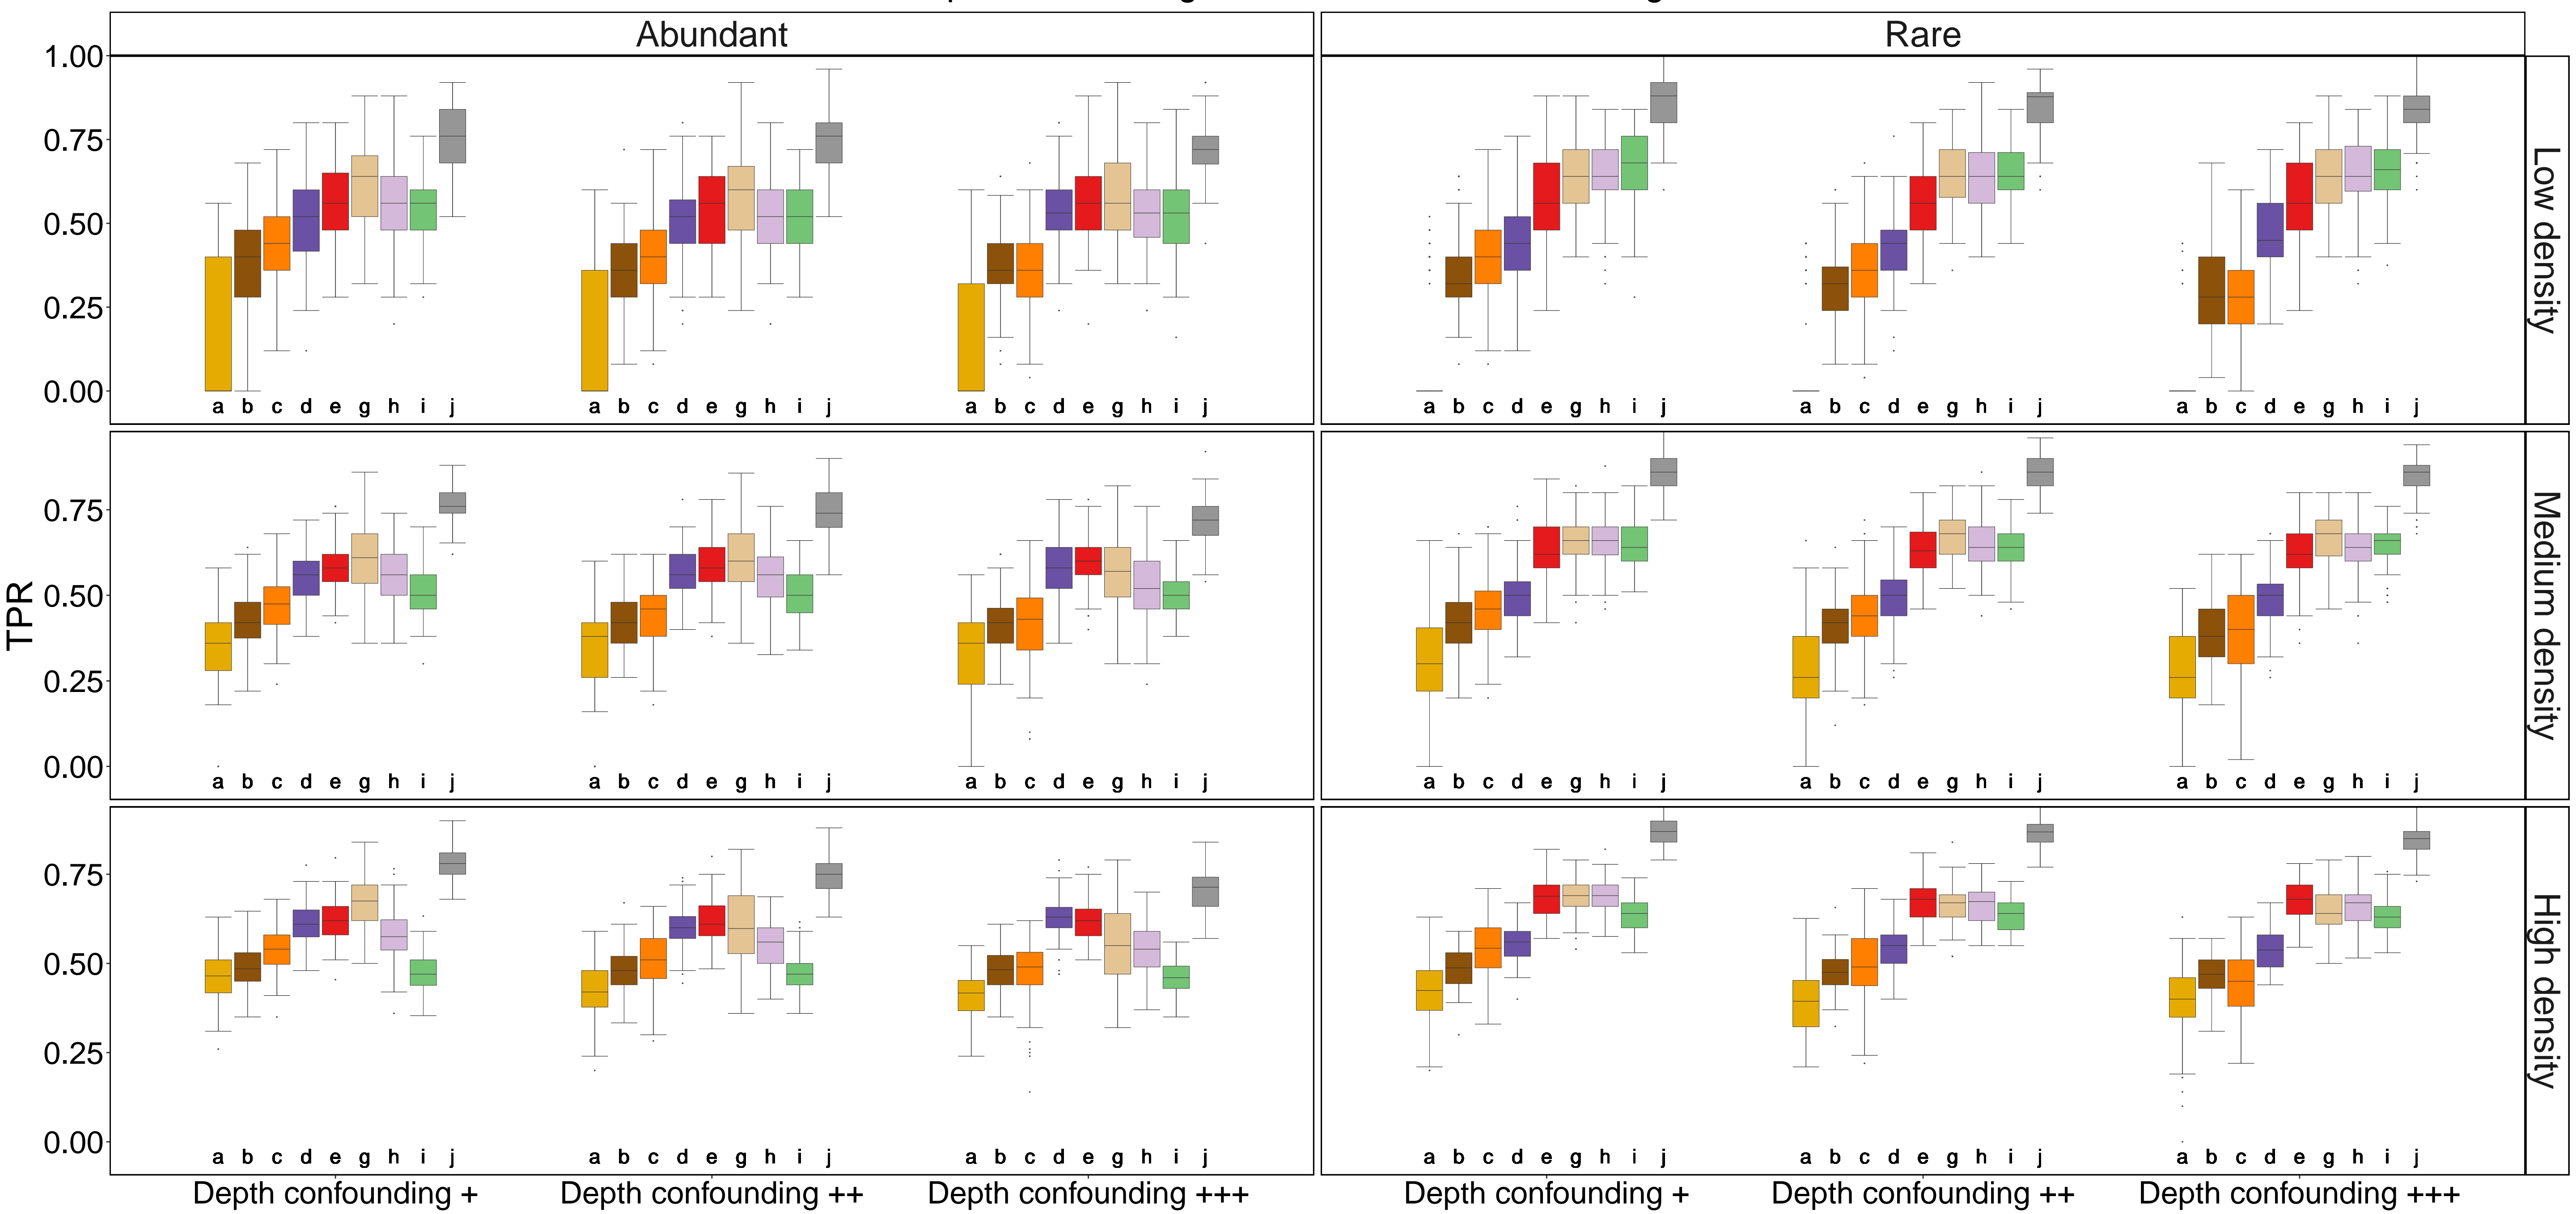 Abundant Rare
1.00
0.75
0.50
0.25
0.00
a b c d e g h i j a b c d e g h i j a b c d e g h i j a b c d e g h i j a b c d e g h i j a b c d e g h i j
Low density
TPR
0.75
0.50
0.25
0.00
a b c d e g h i j a b c d e g h i j a b c d e g h i j a b c d e g h i j a b c d e g h i j a b c d e g h i j
Medium density
0.75
0.50
0.25
0.00
a b c d e g h i j a b c d e g h i j a b c d e g h i j a b c d e g h i j a b c d e g h i j a b c d e g h i j
High density
Depth confounding + Depth confounding ++ Depth confounding +++ Depth confounding + Depth confounding ++ Depth confounding +++